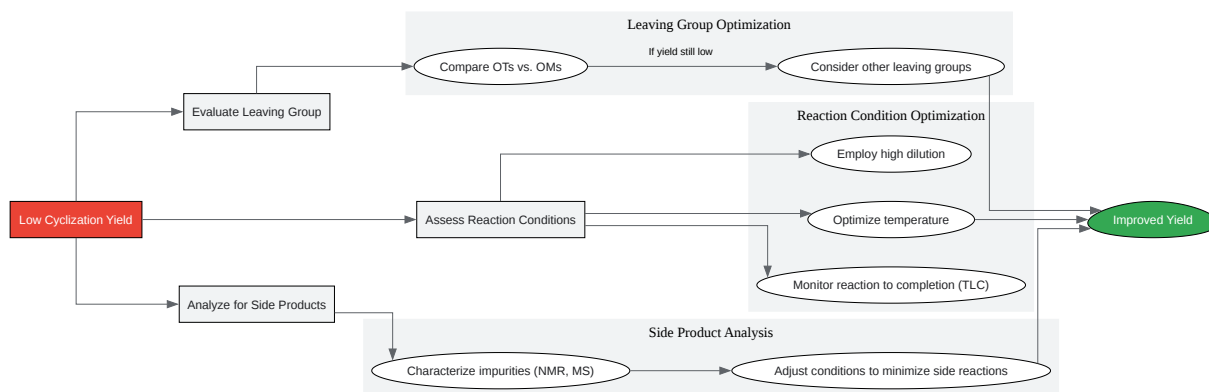 Leaving Group Optimization
If yield still low
Compare OTs vs. OMs
Consider other leaving groups
Evaluate Leaving Group
Reaction Condition Optimization
Employ high dilution
Low Cyclization Yield
Assess Reaction Conditions
Optimize temperature
Improved Yield
Monitor reaction to completion (TLC)
Analyze for Side Products
Side Product Analysis
Characterize impurities (NMR, MS)
Adjust conditions to minimize side reactions